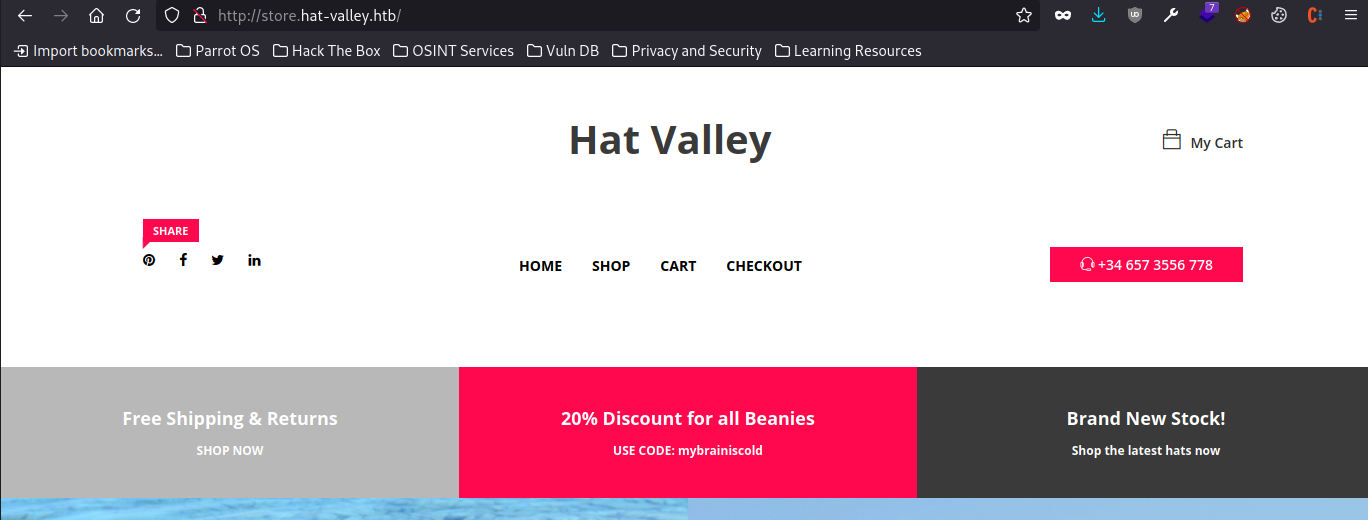 http://store.hat-valley.htb/
7
Import bookmarks... Parrot OS Hack The Box OSINT Services Vuln DB Privacy and Security Learning Resources
Hat Valley
My Cart
SHARE
HOME SHOP CART CHECKOUT
+34 657 3556 778
Free Shipping & Returns
SHOP NOW
20% Discount for all Beanies
USE CODE: mybrainiscold
Brand New Stock!
Shop the latest hats now